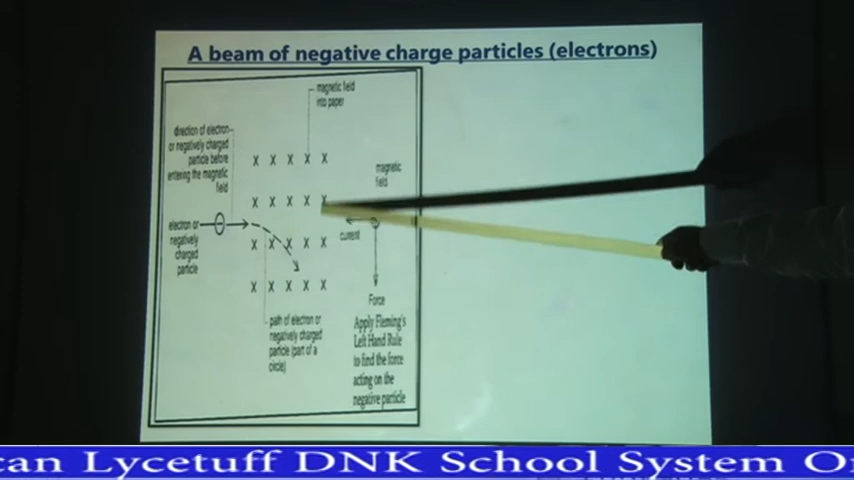 A beam of negative charge particles (electrons)
magnetic field
into paper
direction of electron
or negatively charged
particle before
entering the magnetic
field
X X X X X
magnetic
field
X X X X X
electron or
negatively
charged
particle
current
X X X X X
X X X X X
Force
path of electron or
negatively charged
particle (part of a
circle)
Apply Fleming's
Left Hand Rule
to find the force
acting on the
negative particle
can Lycetuff DNK School System On